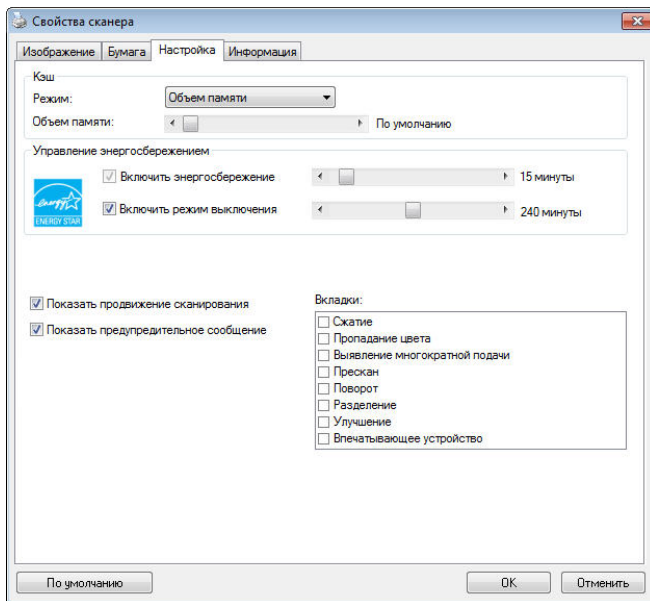 Свойства сканера
Изображение Бумага Настройка Информация
Кэш
Режим: Объем памяти
Объем памяти: По умолчанию
Управление энергосбережением
Включить энергосбережение 15 минуты
energy
ENERGY STAR
Включить режим выключения 240 минуты
Показать продвижение сканирования
Показать предупредительное сообщение
Вкладки:
Сжатие
Пропадание цвета
Выявление многократной подачи
Прескан
Поворот
Разделение
Улучшение
Впечатывающее устройство
По умолчанию OK Отменить